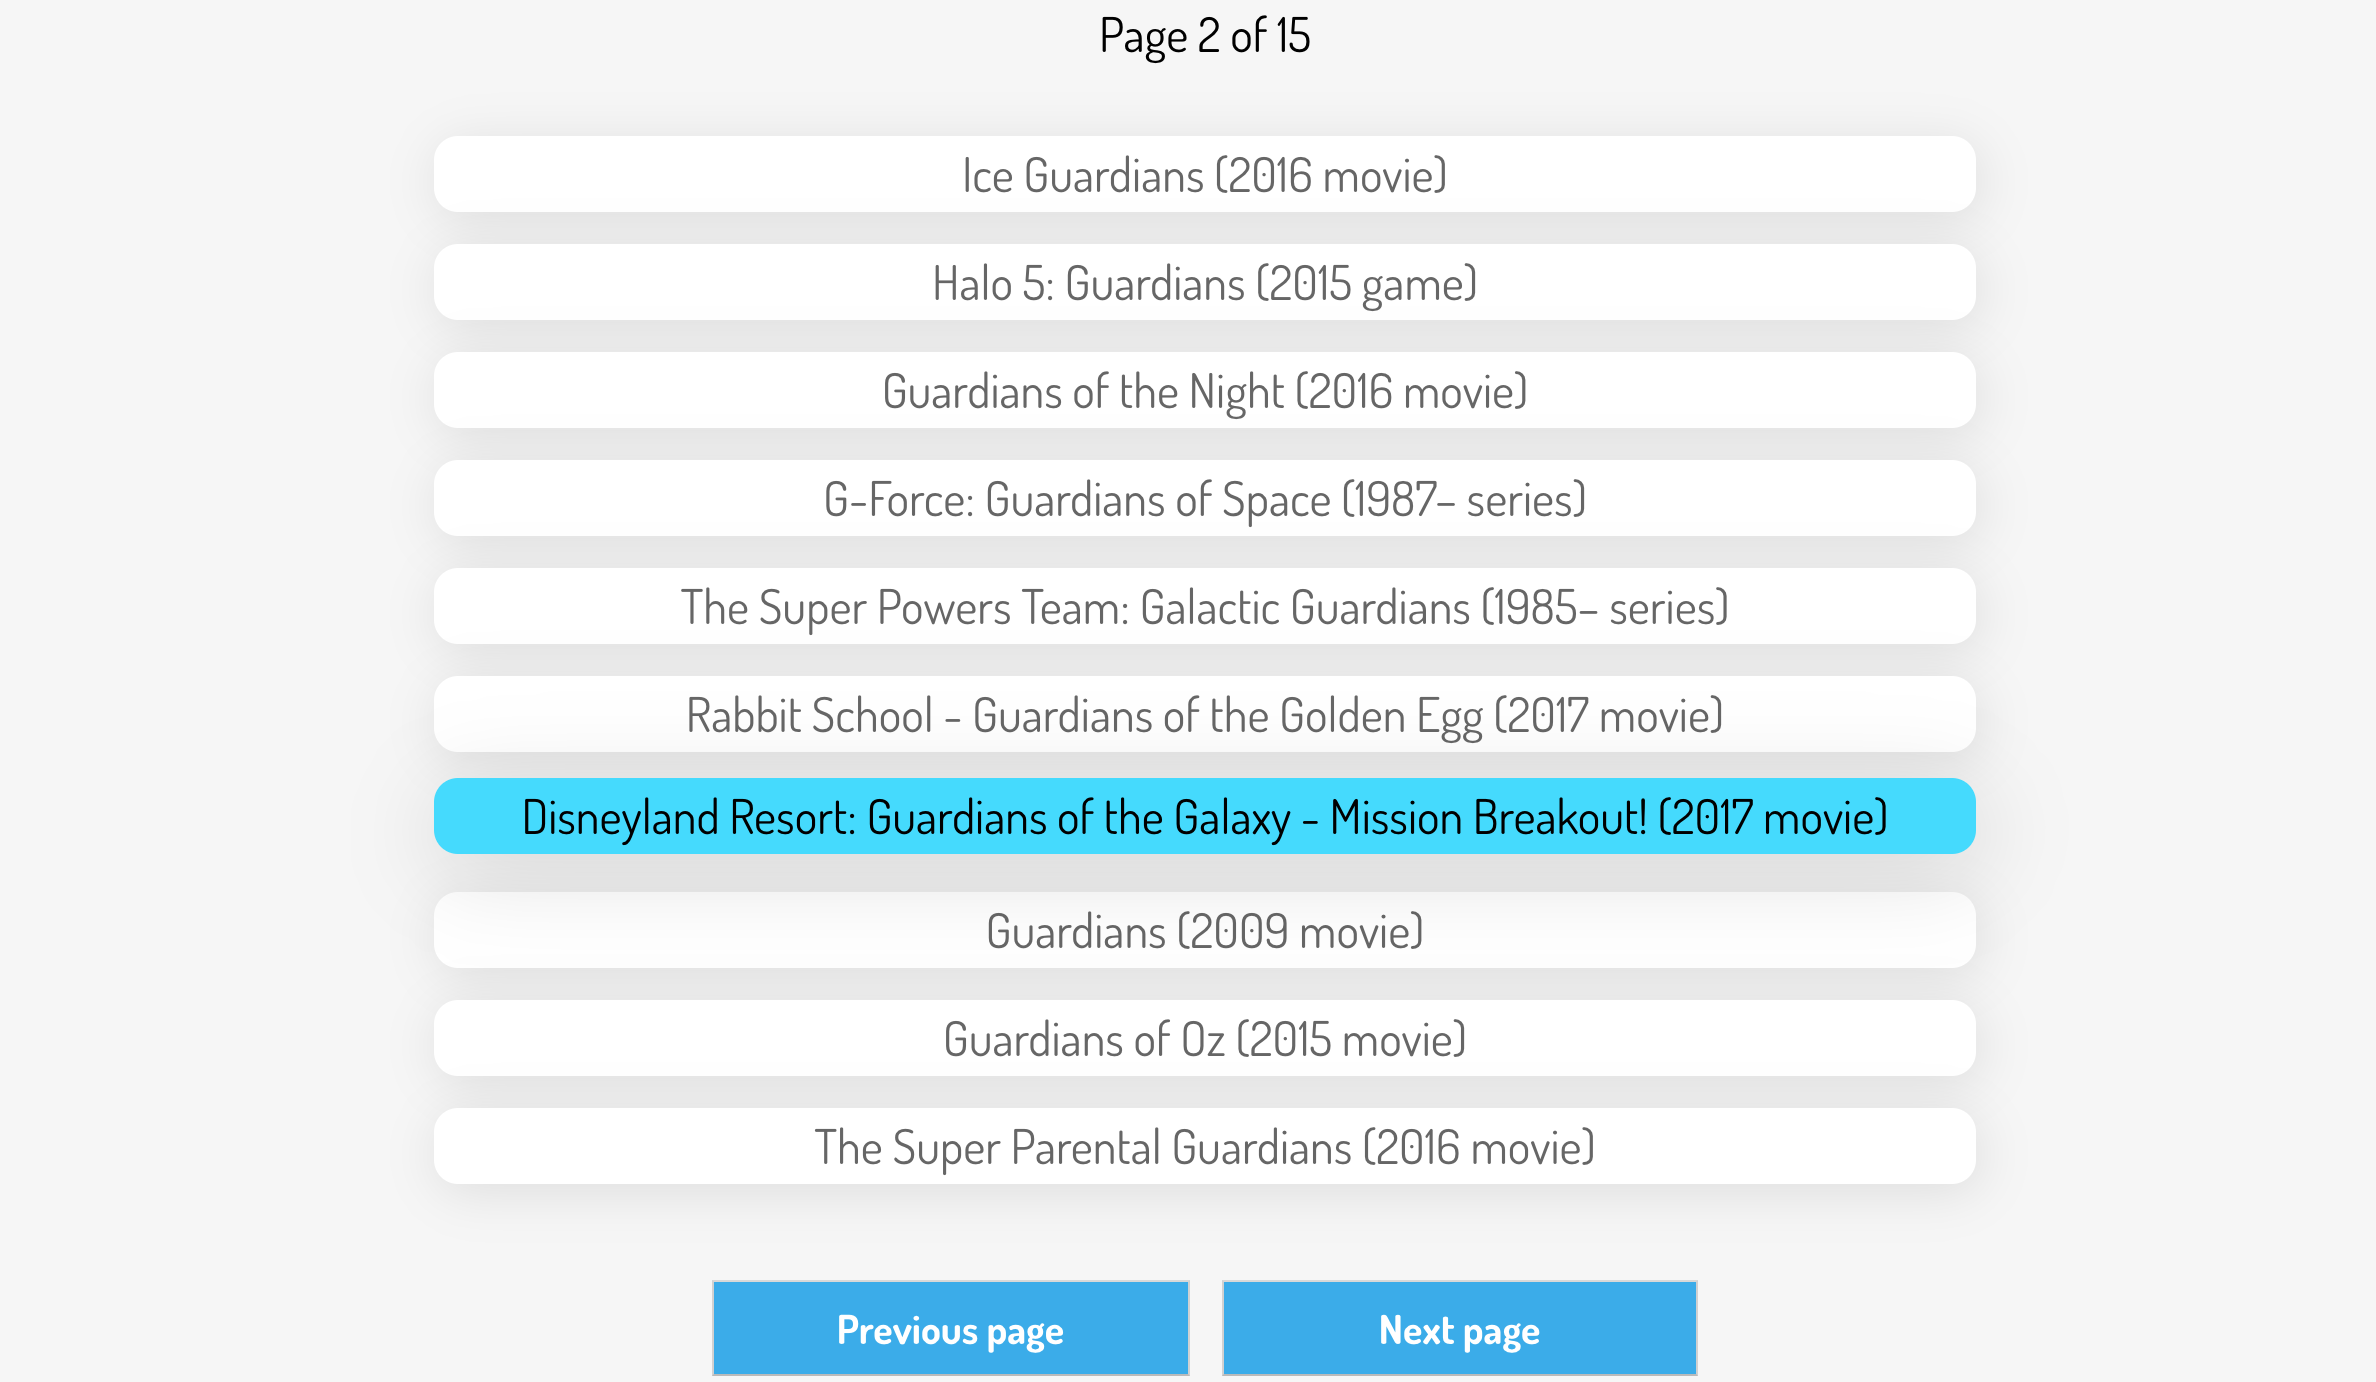 Page 2 of 15
Ice Guardians (2016 movie)
Halo 5: Guardians (2015 game)
Guardians of the Night (2016 movie)
G-Force: Guardians of Space (1987– series)
The Super Powers Team: Galactic Guardians (1985– series)
Rabbit School - Guardians of the Golden Egg (2017 movie)
Disneyland Resort: Guardians of the Galaxy - Mission Breakout! (2017 movie)
Guardians (2009 movie)
Guardians of Oz (2015 movie)
The Super Parental Guardians (2016 movie)
Previous page
Next page